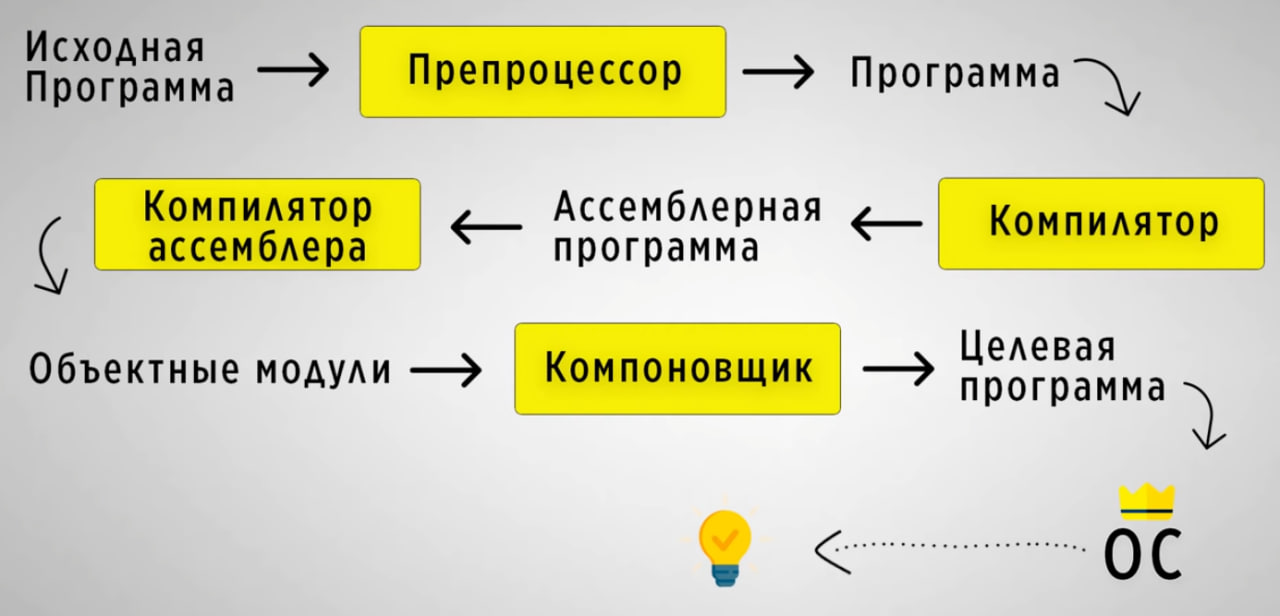 Исходная
Программа
Препроцессор
Программа
Компилятор
ассемблера
Ассемблерная
программа
Компилятор
Объектные модули
Компоновщик
Целевая
программа
ОС